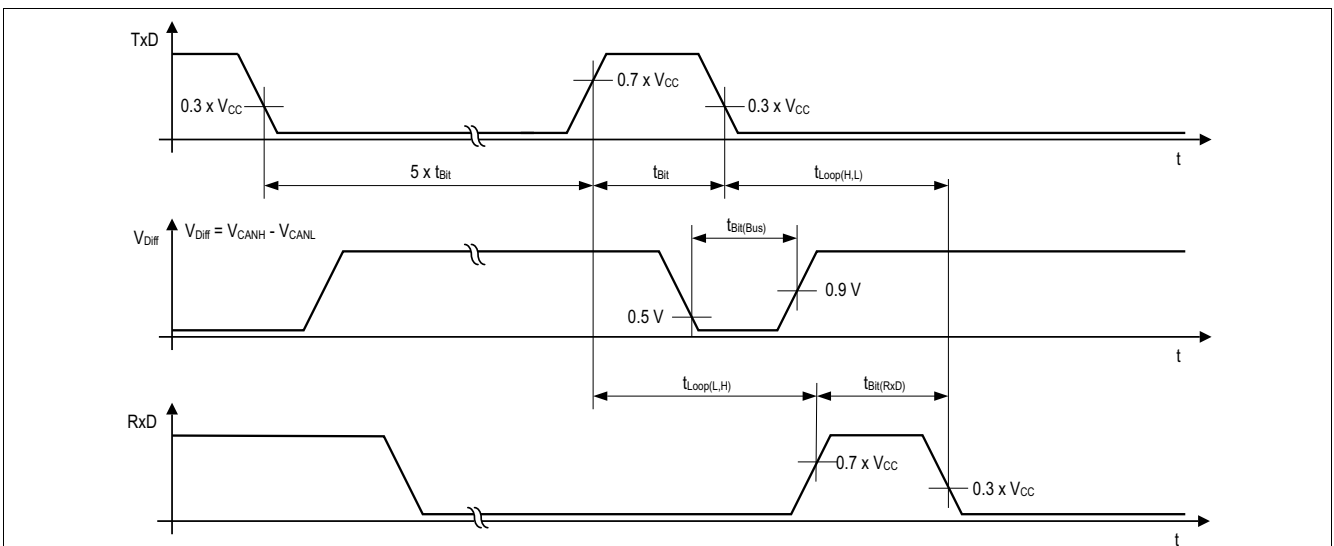 TxD
0.7 x VCC
0.3 x VCC
0.3 x VCC
t
5 x tBit
tBit
tLoop(H,L)
VDiff
VDiff = VCANH - VCANL
tBit(Bus)
0.9 V
0.5 V
t
tLoop(L,H)
tBit(RxD)
RxD
0.7 x VCC
0.3 x VCC
t